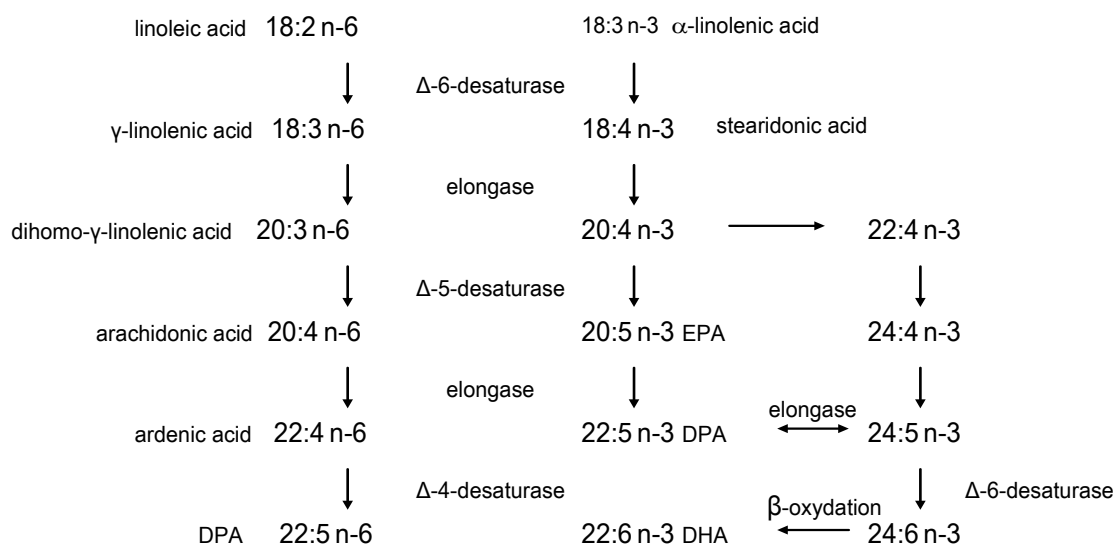 linoleic acid 18:2 n-6 18:3 n-3 α-linolenic acid
Δ-6-desaturase
γ-linolenic acid 18:3 n-6 18:4 n-3 stearidonic acid
elongase
dihomo-γ-linolenic acid 20:3 n-6 20:4 n-3 22:4 n-3
Δ-5-desaturase
arachidonic acid 20:4 n-6 20:5 n-3 EPA 24:4 n-3
elongase elongase
ardenic acid 22:4 n-6 22:5 n-3 DPA 24:5 n-3
Δ-4-desaturase β-oxydation Δ-6-desaturase
DPA 22:5 n-6 22:6 n-3 DHA 24:6 n-3